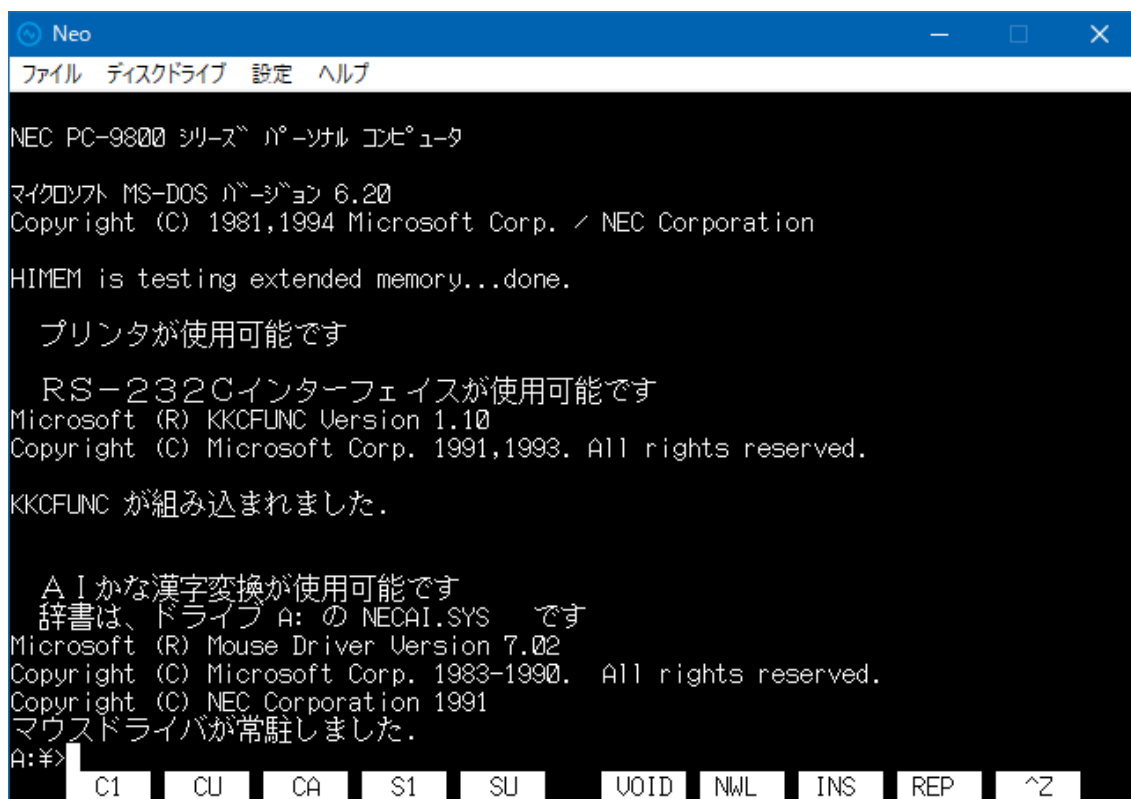 Neo
ファイル ディスクドライブ 設定 ヘルプ
NEC PC-9800 シリーズ パーソナル コンピュータ
マイクロソフト MS-DOS バージョン 6.20
Copyright (C) 1981,1994 Microsoft Corp. / NEC Corporation
HIMEM is testing extended memory...done.
プリンタが使用可能です
RS-232Cインターフェイスが使用可能です
Microsoft (R) KKCFUNC Version 1.10
Copyright (C) Microsoft Corp. 1991,1993. All rights reserved.
KKCFUNC が組み込まれました.
AIかな漢字変換が使用可能です
辞書は、ドライブ A: の NECAI.SYS です
Microsoft (R) Mouse Driver Version 7.02
Copyright (C) Microsoft Corp. 1983-1990. All rights reserved.
Copyright (C) NEC Corporation 1991
マウスドライバが常駐しました.
A:¥>
C1 CU CA S1 SU VOID NWL INS REP ^Z